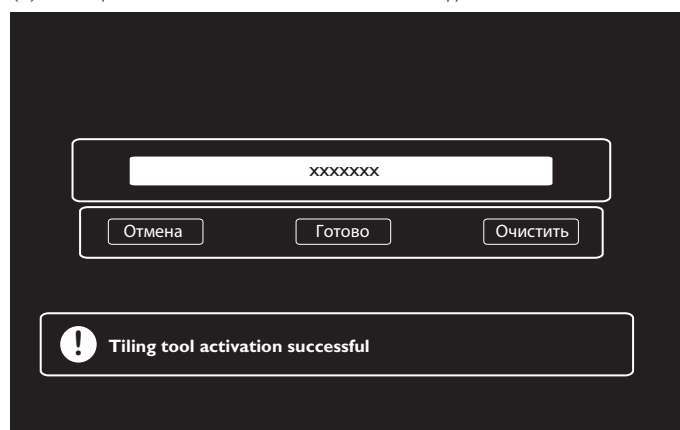 xxxxxxx
Отмена Готово Очистить
! Tiling tool activation successful